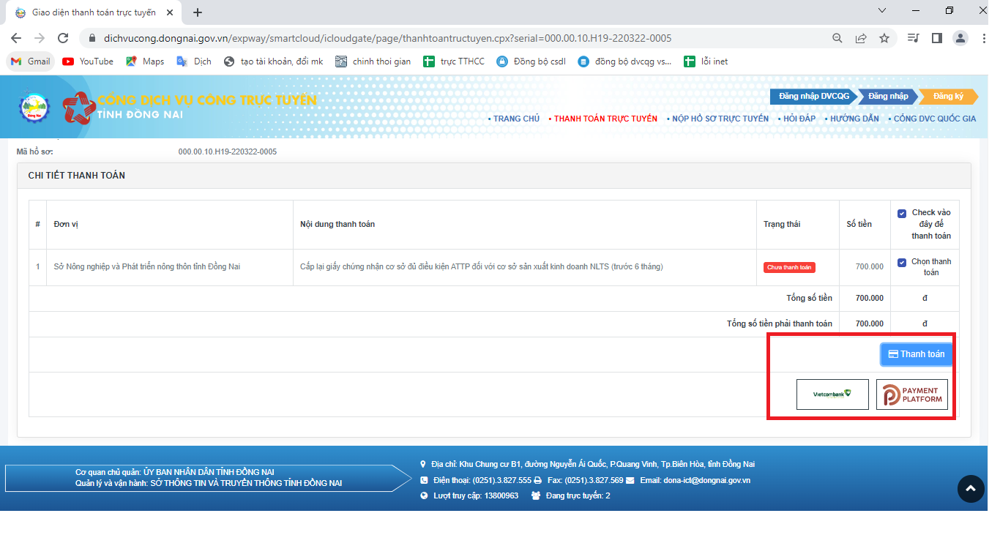 Giao diện thanh toán trực tuyến
dichvucong.dongnai.gov.vn/expway/smartcloud/icloudgate/page/thanhtoantructuyen.cpx?serial=000.00.10.H19-220322-0005
Gmail YouTube Maps Dịch tạo tài khoản, đổi mk chinh thoi gian trực TTHCC Đồng bộ csdl đồng bộ dvcqg vs... lỗi inet
Đồng Nai
CỔNG DỊCH VỤ CÔNG TRỰC TUYẾN
TỈNH ĐỒNG NAI
Đăng nhập DVCQG Đăng nhập Đăng ký
• TRANG CHỦ • THANH TOÁN TRỰC TUYẾN • NỘP HỒ SƠ TRỰC TUYẾN • HỎI ĐÁP • HƯỚNG DẪN • CỔNG DVC QUỐC GIA
Mã hồ sơ: 000.00.10.H19-220322-0005
CHI TIẾT THANH TOÁN
# Đơn vị Nội dung thanh toán Trạng thái Số tiền Check vào đây để thanh toán
1 Sở Nông nghiệp và Phát triển nông thôn tỉnh Đồng Nai Cấp lại giấy chứng nhận cơ sở đủ điều kiện ATTP đối với cơ sở sản xuất kinh doanh NLTS (trước 6 tháng) Chưa thanh toán 700.000 Chọn thanh toán
Tổng số tiền 700.000 đ
Tổng số tiền phải thanh toán 700.000 đ
Thanh toán
Vietcombank PAYMENT PLATFORM
Cơ quan chủ quản: ỦY BAN NHÂN DÂN TỈNH ĐỒNG NAI
Quản lý và vận hành: SỞ THÔNG TIN VÀ TRUYỀN THÔNG TỈNH ĐỒNG NAI
Địa chỉ: Khu Chung cư B1, đường Nguyễn Ái Quốc, P.Quang Vinh, Tp.Biên Hòa, tỉnh Đồng Nai
Điện thoại: (0251).3.827.555 Fax: (0251).3.827.569 Email: dona-ict@dongnai.gov.vn
Lượt truy cập: 13800963 Đang trực tuyến: 2